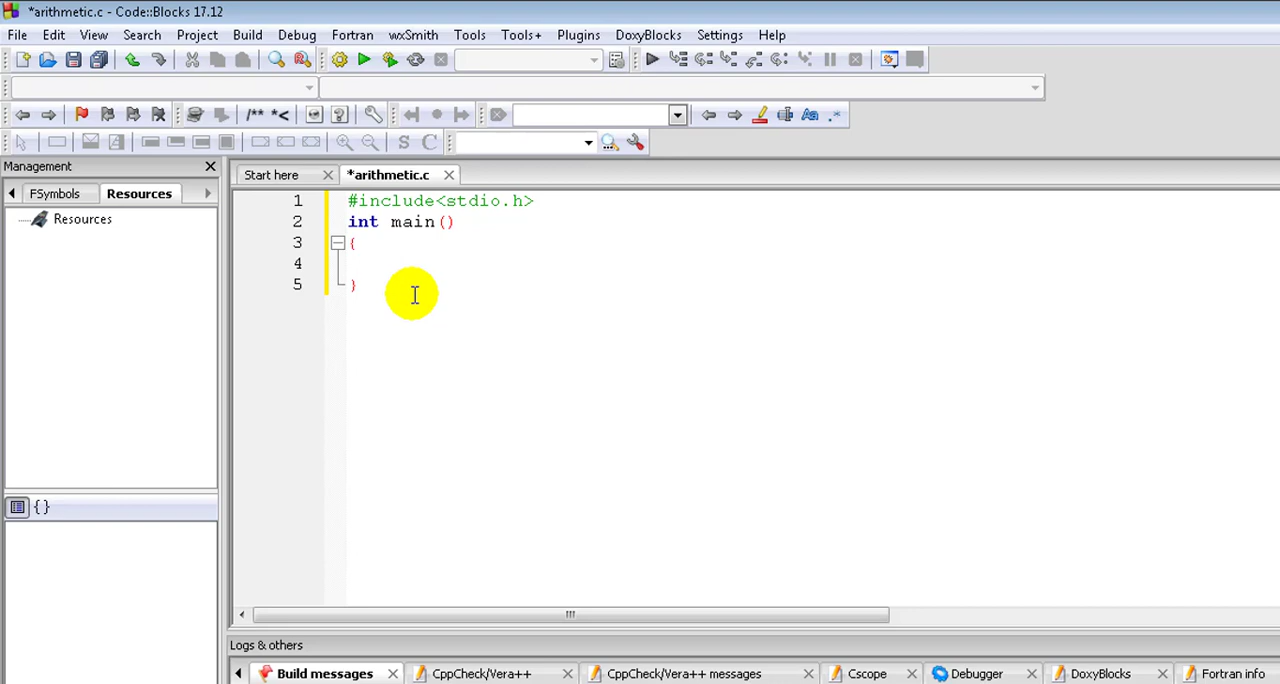 *arithmetic.c - Code::Blocks 17.12
File Edit View Search Project Build Debug Fortran wxSmith Tools Tools+ Plugins DoxyBlocks Settings Help
/** *<
S C
Management
FSymbols Resources
Resources
{}
Start here *arithmetic.c
1 #include<stdio.h>
2 int main()
3 {
4
5 }
Logs & others
Build messages CppCheck/Vera++ CppCheck/Vera++ messages Cscope Debugger DoxyBlocks Fortran info